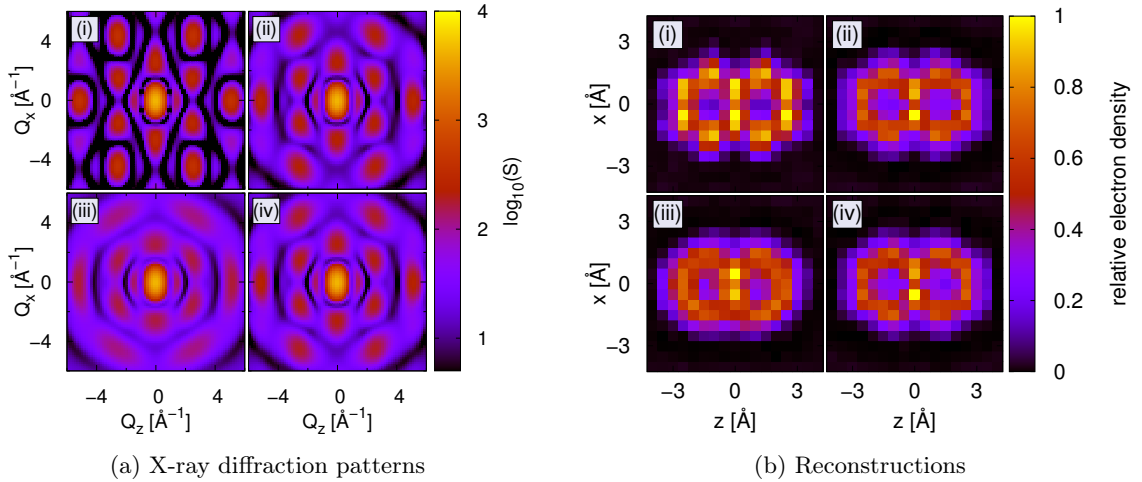 (i)
(ii)
(iii)
(iv)
4
0
−4
Qx [Å−1]
4
0
−4
Qx [Å−1]
−4 0 4
−4 0 4
Qz [Å−1]
Qz [Å−1]
4
3
2
1
log10(S)
(a) X-ray diffraction patterns
(i)
(ii)
(iii)
(iv)
3
0
−3
x [Å]
3
0
−3
x [Å]
−3 0 3
−3 0 3
z [Å]
z [Å]
1
0.8
0.6
0.4
0.2
0
relative electron density
(b) Reconstructions